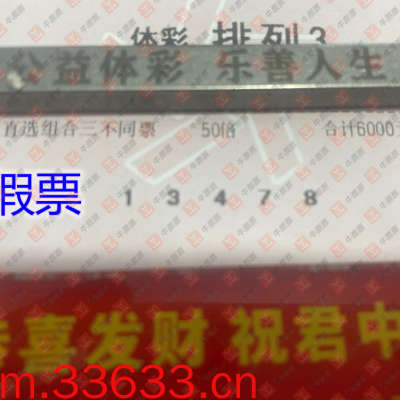 体彩 排列3
公益体彩 乐善人生
直选组合三不同票 50倍 合计6000
假票
1 3 4 7 8
恭喜发财 祝君中
m.33633.cn